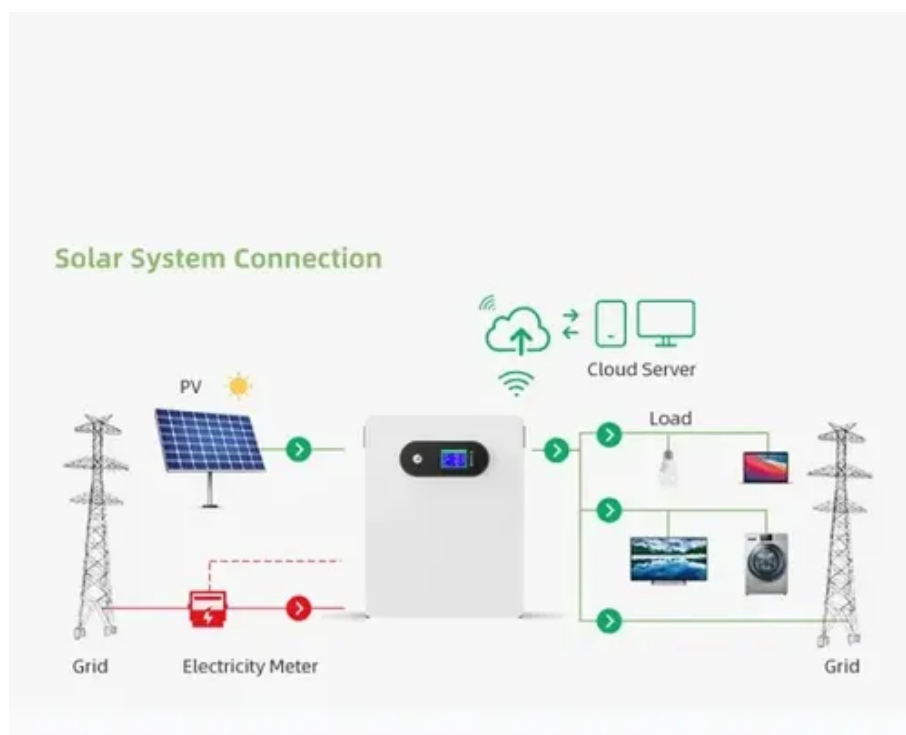 Solar System Connection
Cloud Server
PV
Load
Grid
Electricity Meter
Grid